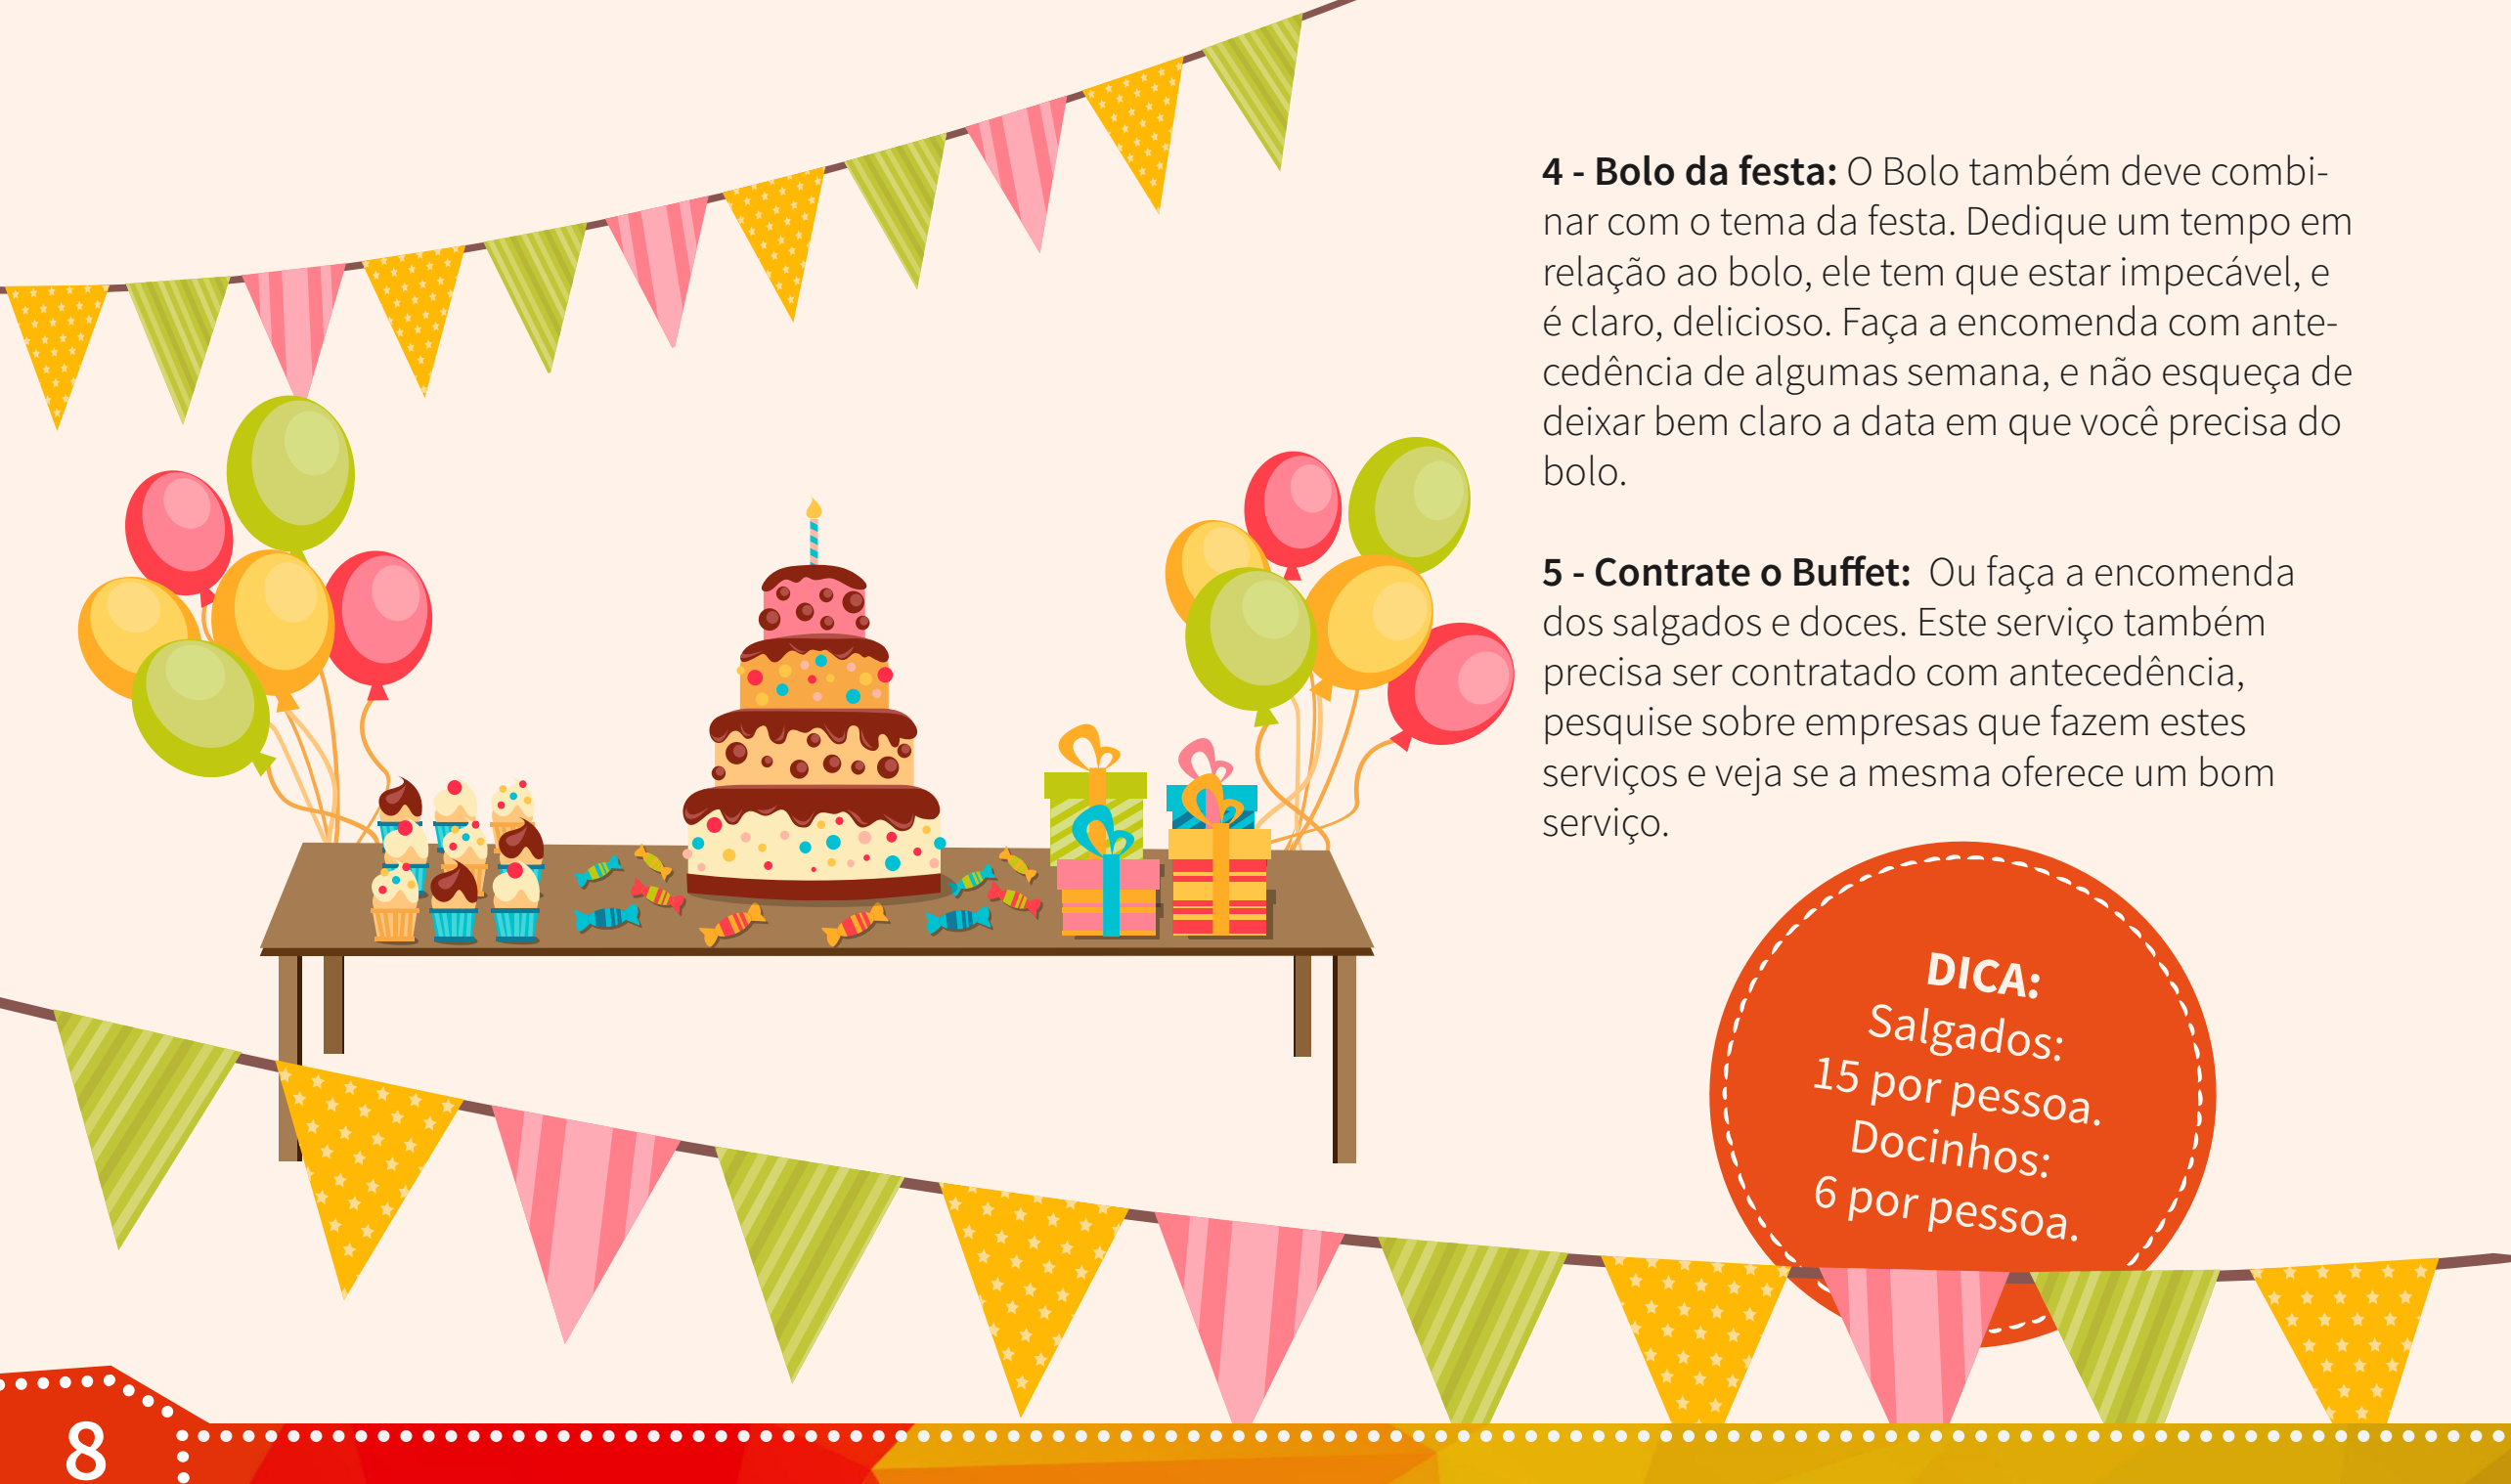 4 - Bolo da festa: O Bolo também deve combi-
nar com o tema da festa. Dedique um tempo em
relação ao bolo, ele tem que estar impecável, e
é claro, delicioso. Faça a encomenda com ante-
cedência de algumas semana, e não esqueça de
deixar bem claro a data em que você precisa do
bolo.
5 - Contrate o Buffet: Ou faça a encomenda
dos salgados e doces. Este serviço também
precisa ser contratado com antecedência,
pesquise sobre empresas que fazem estes
serviços e veja se a mesma oferece um bom
serviço.
DICA:
Salgados:
15 por pessoa.
Docinhos:
6 por pessoa.
8